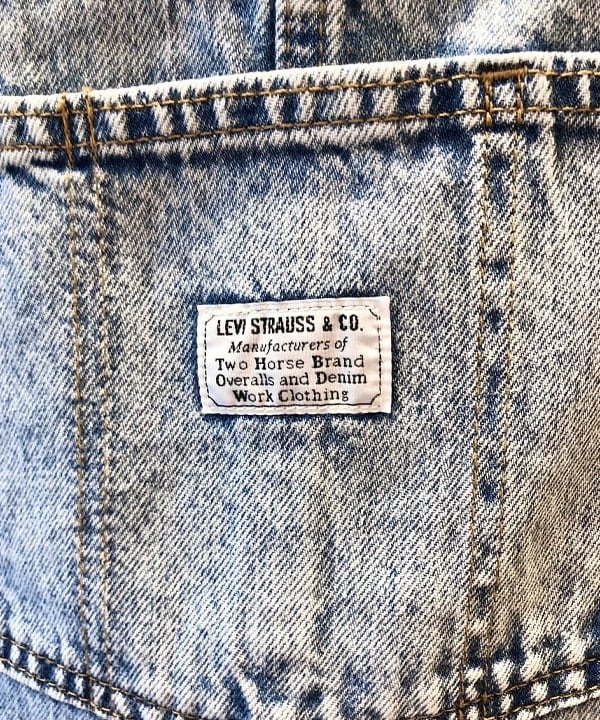 LEVI STRAUSS & CO.
Manufacturers of
Two Horse Brand
Overalls and Denim
Work Clothing